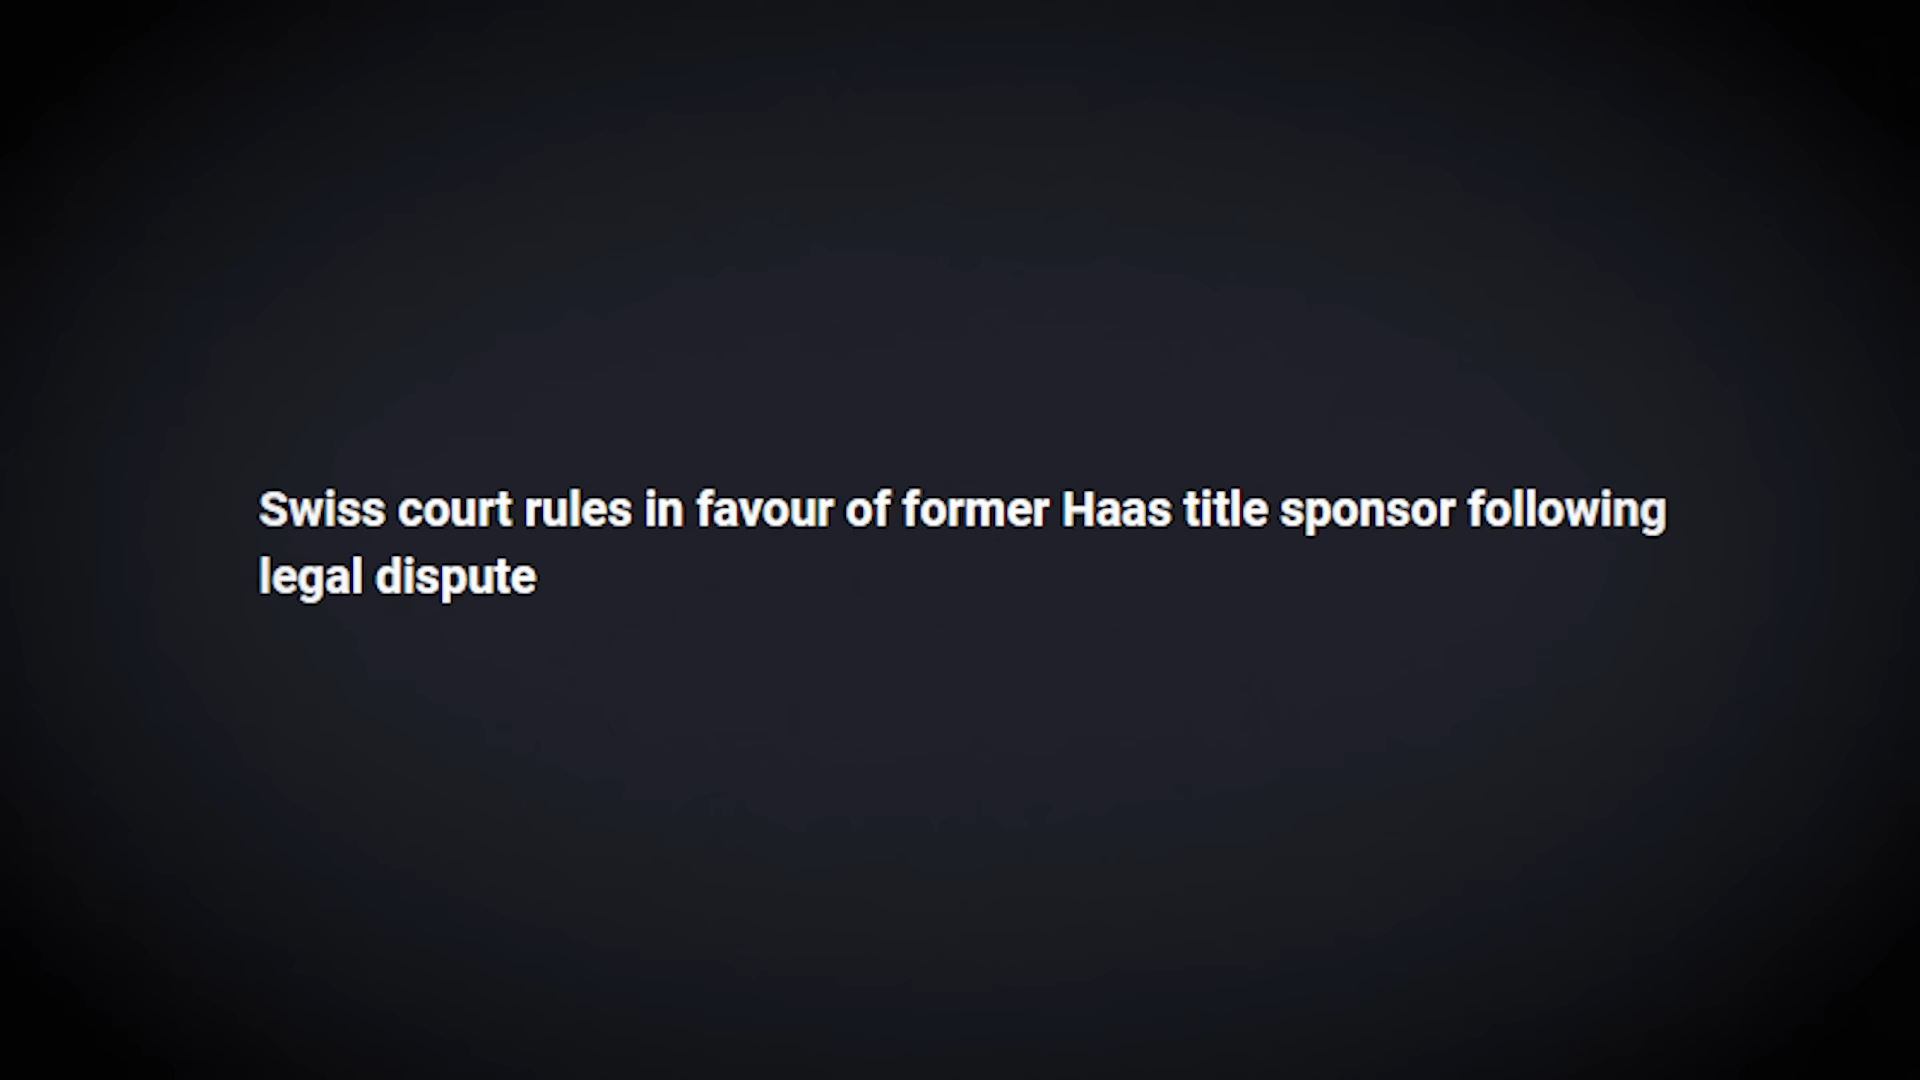 Swiss court rules in favour of former Haas title sponsor following
legal dispute